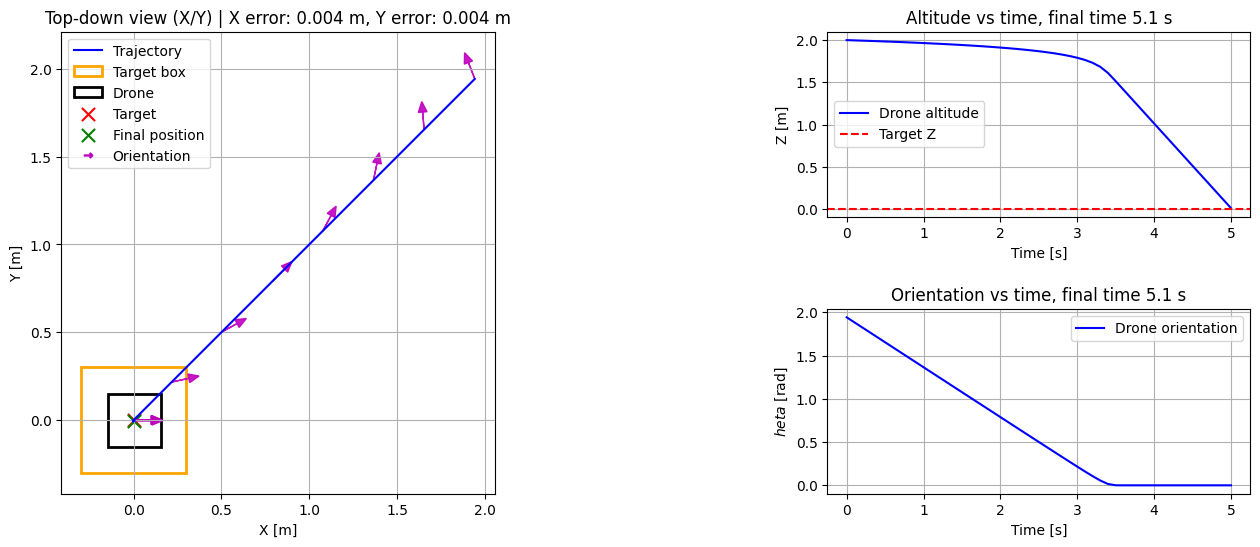 Top-down view (X/Y) | X error: 0.004 m, Y error: 0.004 m
Trajectory
Target box
Drone
Target
Final position
Orientation
2.0
1.5
1.0
0.5
0.0
Y [m]
0.0
0.5
1.0
1.5
2.0
X [m]
Altitude vs time, final time 5.1 s
2.0
1.5
1.0
0.5
0.0
Z [m]
Drone altitude
Target Z
0
1
2
3
4
5
Time [s]
Orientation vs time, final time 5.1 s
2.0
1.5
1.0
0.5
0.0
heta [rad]
Drone orientation
0
1
2
3
4
5
Time [s]